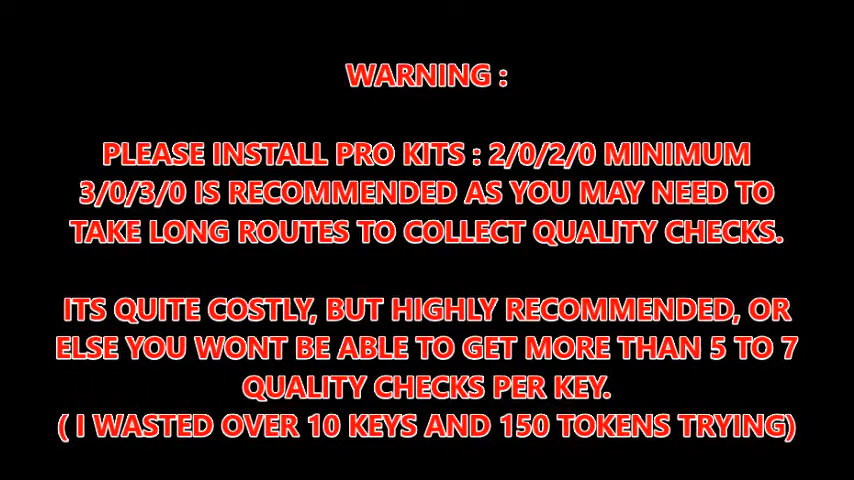 WARNING :
PLEASE INSTALL PRO KITS : 2/0/2/0 MINIMUM
3/0/3/0 IS RECOMMENDED AS YOU MAY NEED TO
TAKE LONG ROUTES TO COLLECT QUALITY CHECKS.
ITS QUITE COSTLY, BUT HIGHLY RECOMMENDED, OR
ELSE YOU WONT BE ABLE TO GET MORE THAN 5 TO 7
QUALITY CHECKS PER KEY.
( I WASTED OVER 10 KEYS AND 150 TOKENS TRYING)